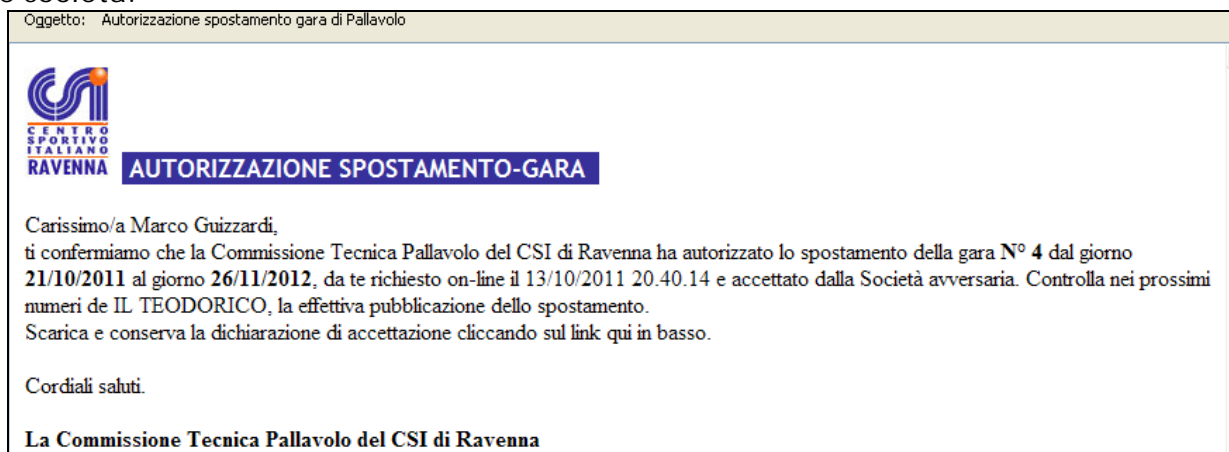 e società.
Oggetto: Autorizzazione spostamento gara di Pallavolo
CSI
CENTRO
SPORTIVO
ITALIANO
RAVENNA
AUTORIZZAZIONE SPOSTAMENTO-GARA
Carissimo/a Marco Guizzardi,
ti confermiamo che la Commissione Tecnica Pallavolo del CSI di Ravenna ha autorizzato lo spostamento della gara N° 4 dal giorno
21/10/2011 al giorno 26/11/2012, da te richiesto on-line il 13/10/2011 20.40.14 e accettato dalla Società avversaria. Controlla nei prossimi
numeri de IL TEODORICO, la effettiva pubblicazione dello spostamento.
Scarica e conserva la dichiarazione di accettazione cliccando sul link qui in basso.
Cordiali saluti.
La Commissione Tecnica Pallavolo del CSI di Ravenna